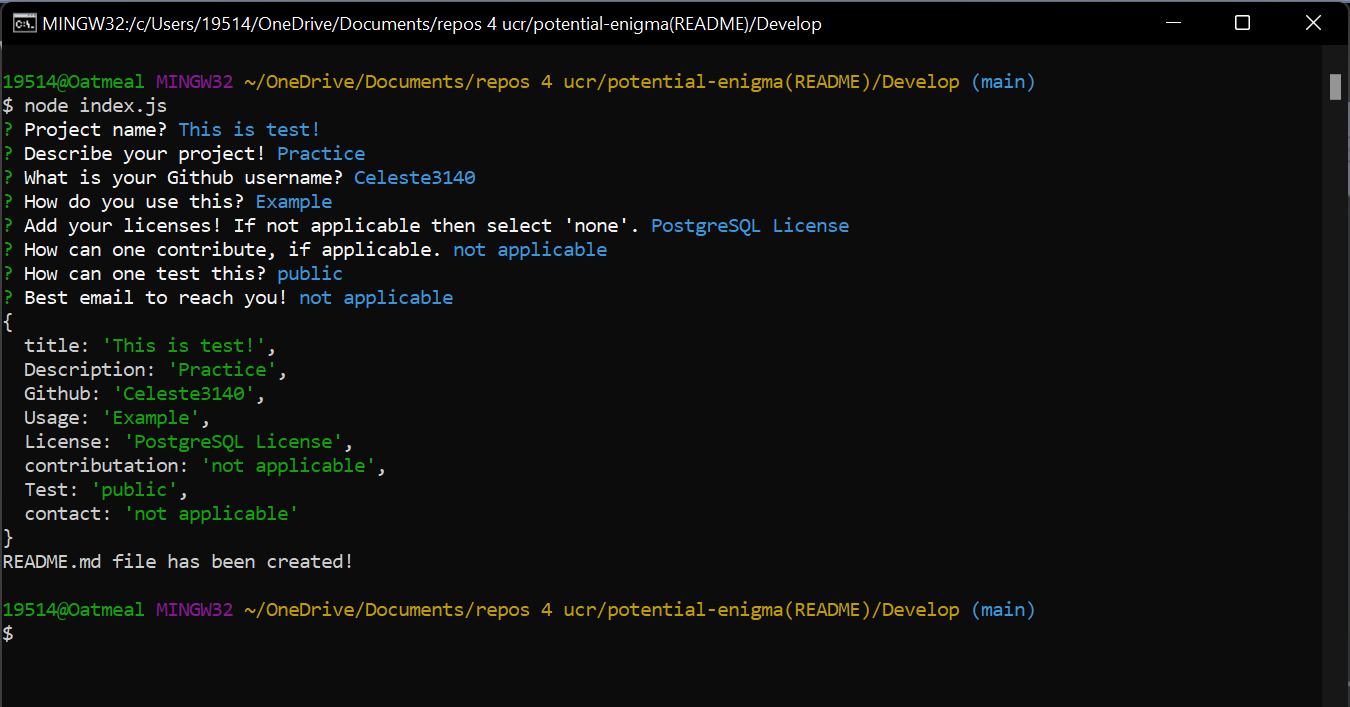 MINGW32:/c/Users/19514/OneDrive/Documents/repos 4 ucr/potential-enigma(README)/Develop
19514@Oatmeal MINGW32 ~/OneDrive/Documents/repos 4 ucr/potential-enigma(README)/Develop (main)
$ node index.js
? Project name? This is test!
? Describe your project! Practice
? What is your Github username? Celeste3140
? How do you use this? Example
? Add your licenses! If not applicable then select 'none'. PostgreSQL License
? How can one contribute, if applicable. not applicable
? How can one test this? public
? Best email to reach you! not applicable
{
  title: 'This is test!',
  Description: 'Practice',
  Github: 'Celeste3140',
  Usage: 'Example',
  License: 'PostgreSQL License',
  contributation: 'not applicable',
  Test: 'public',
  contact: 'not applicable'
}
README.md file has been created!
19514@Oatmeal MINGW32 ~/OneDrive/Documents/repos 4 ucr/potential-enigma(README)/Develop (main)
$